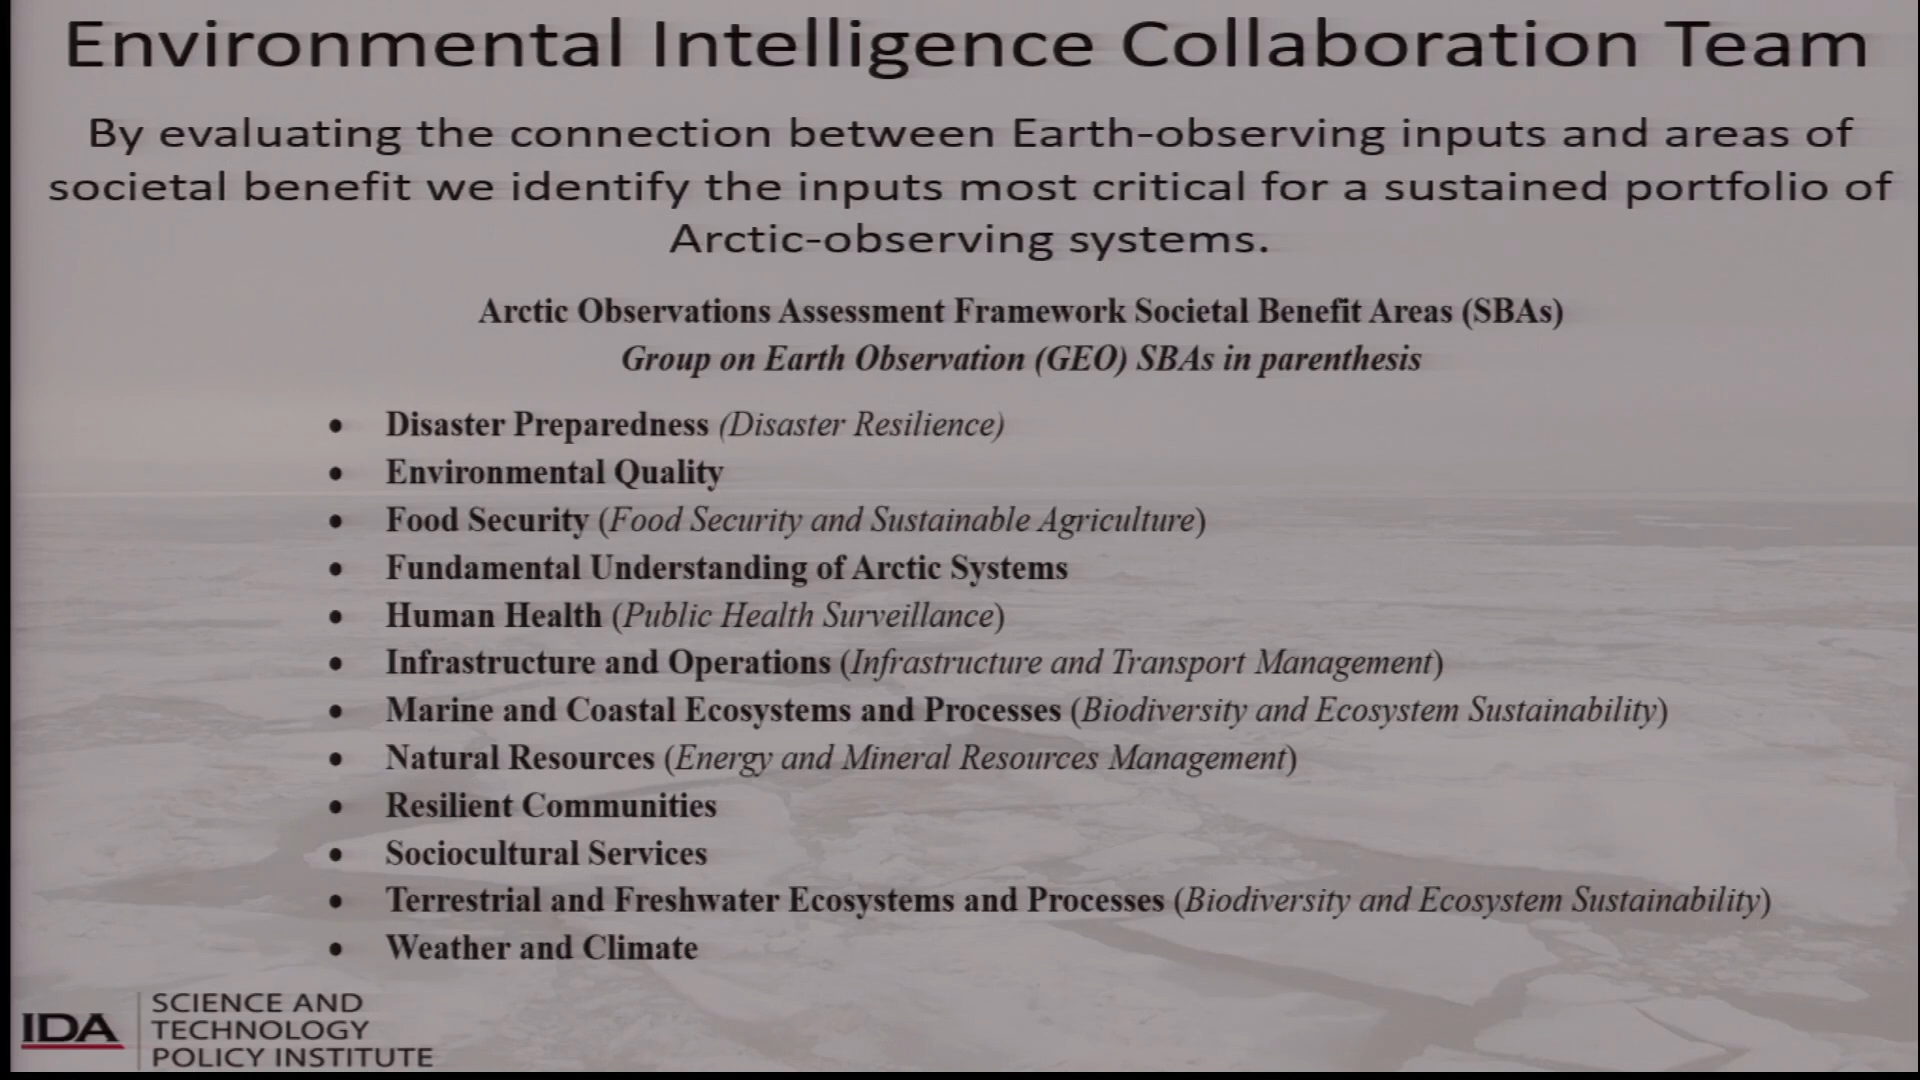 Environmental Intelligence Collaboration Team
By evaluating the connection between Earth-observing inputs and areas of
societal benefit we identify the inputs most critical for a sustained portfolio of
Arctic-observing systems.
Arctic Observations Assessment Framework Societal Benefit Areas (SBAs)
Group on Earth Observation (GEO) SBAs in parenthesis
• Disaster Preparedness (Disaster Resilience)
• Environmental Quality
• Food Security (Food Security and Sustainable Agriculture)
• Fundamental Understanding of Arctic Systems
• Human Health (Public Health Surveillance)
• Infrastructure and Operations (Infrastructure and Transport Management)
• Marine and Coastal Ecosystems and Processes (Biodiversity and Ecosystem Sustainability)
• Natural Resources (Energy and Mineral Resources Management)
• Resilient Communities
• Sociocultural Services
• Terrestrial and Freshwater Ecosystems and Processes (Biodiversity and Ecosystem Sustainability)
• Weather and Climate
IDA
SCIENCE AND
TECHNOLOGY
POLICY INSTITUTE